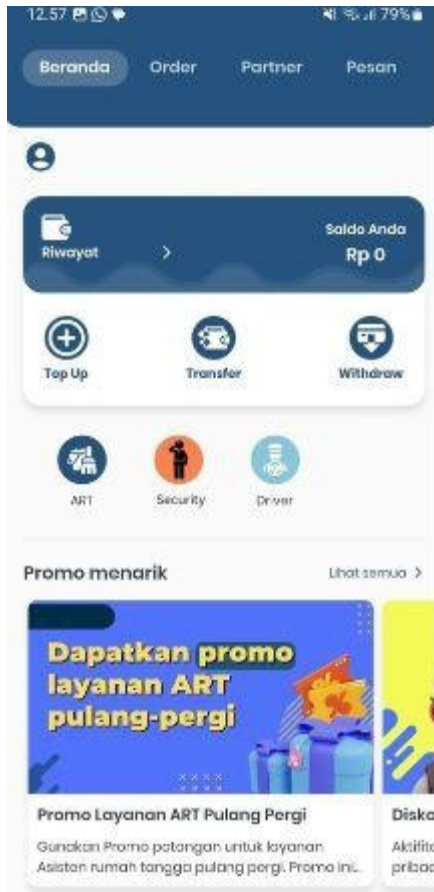 12.57 79%
Beranda Order Partner Pesan
Saldo Anda
Riwayat > Rp 0
Top Up Transfer Withdraw
ART Security Driver
Promo menarik Lihat semua >
Dapatkan promo
layanan ART
pulang-pergi
Promo Layanan ART Pulang Pergi Disko
Gunakan Promo potongan untuk layanan Aktifita
Asisten rumah tangga pulang pergi. Promo ini... pribad